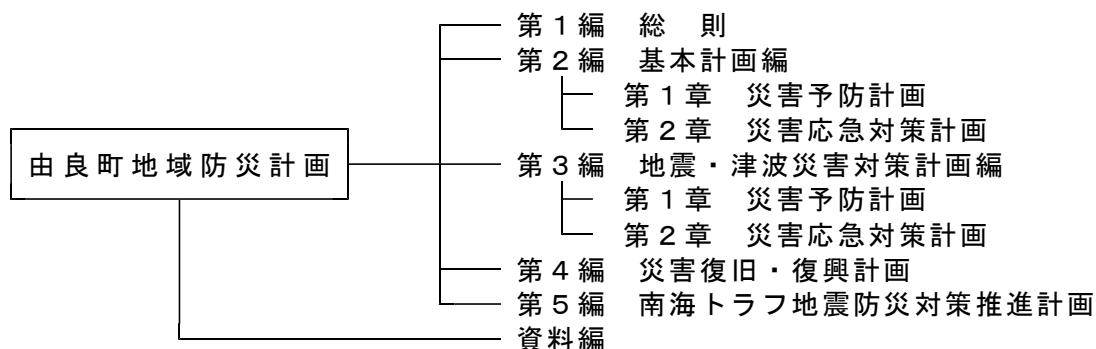 第１編　総　則
第２編　基本計画編
第１章　災害予防計画
第２章　災害応急対策計画
由良町地域防災計画
第３編　地震・津波災害対策計画編
第１章　災害予防計画
第２章　災害応急対策計画
第４編　災害復旧・復興計画
第５編　南海トラフ地震防災対策推進計画
資料編